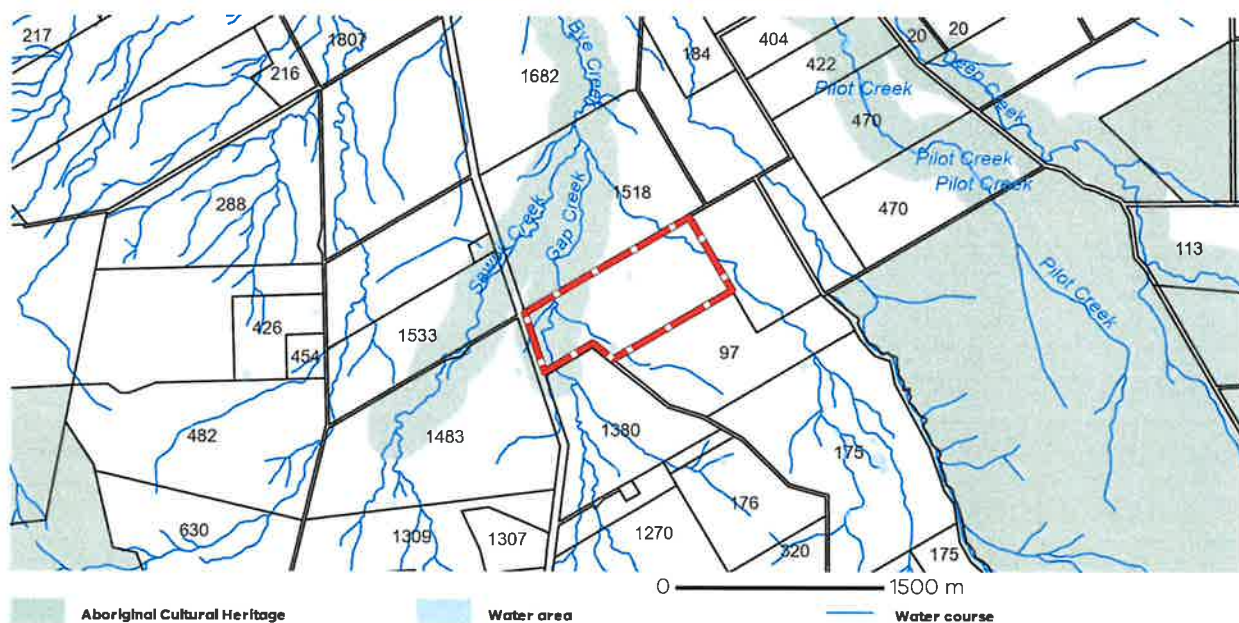 217
216
1807
1682
Bye Creek
184
404
20
20
422
Pilot Creek
Deep Creek
470
Pilot Creek
Pilot Creek
288
1518
Gap Creek
470
113
Pilot Creek
426
454
1533
97
482
1483
1380
175
630
1309
1307
1270
176
320
175
0 1500 m
Aboriginal Cultural Heritage
Water area
Water course